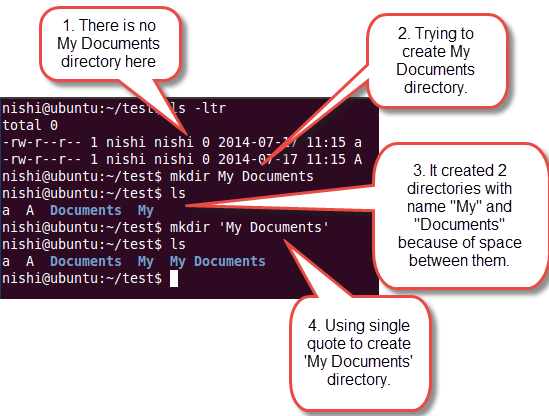 1. There is no
My Documents
directory here
2. Trying to
create My
Documents
directory.
nishi@ubuntu:~/test$ ls -ltr
total 0
-rw-r--r-- 1 nishi nishi 0 2014-07-17 11:15 a
-rw-r--r-- 1 nishi nishi 0 2014-07-17 11:15 A
nishi@ubuntu:~/test$ mkdir My Documents
nishi@ubuntu:~/test$ ls
a  A  Documents  My
nishi@ubuntu:~/test$ mkdir 'My Documents'
nishi@ubuntu:~/test$ ls
a  A  Documents  My  My Documents
nishi@ubuntu:~/test$
3. It created 2
directories with
name "My" and
"Documents"
because of space
between them.
4. Using single
quote to create
'My Documents'
directory.